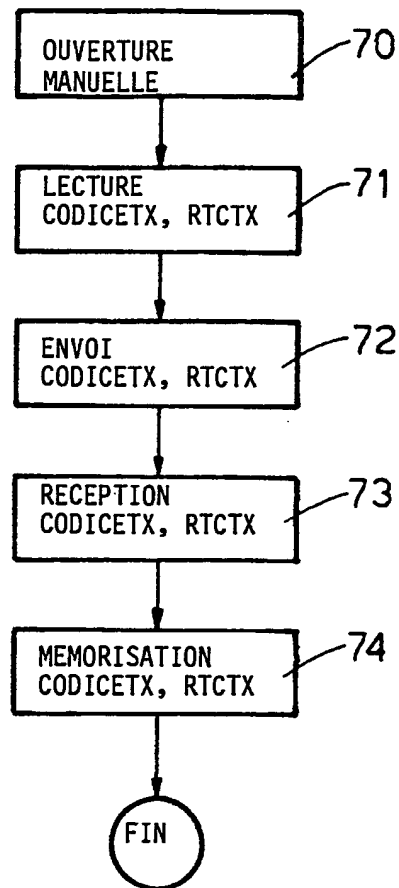 OUVERTURE
MANUELLE
70
LECTURE
CODICETX, RTCTX
71
ENVOI
CODICETX, RTCTX
72
RECEPTION
CODICETX, RTCTX
73
MEMORISATION
CODICETX, RTCTX
74
FIN